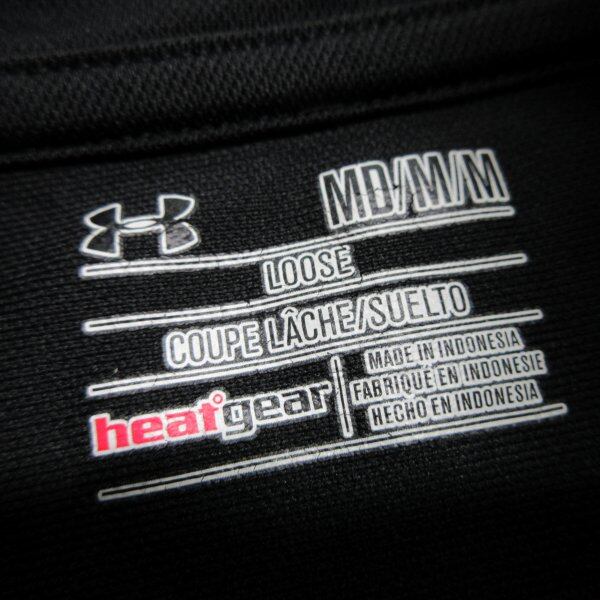 MD/M/M
LOOSE
COUPE LÂCHE/SUELTO
heatgear
MADE IN INDONESIA
FABRIQUÉ EN INDONESIE
HECHO EN INDONESIA